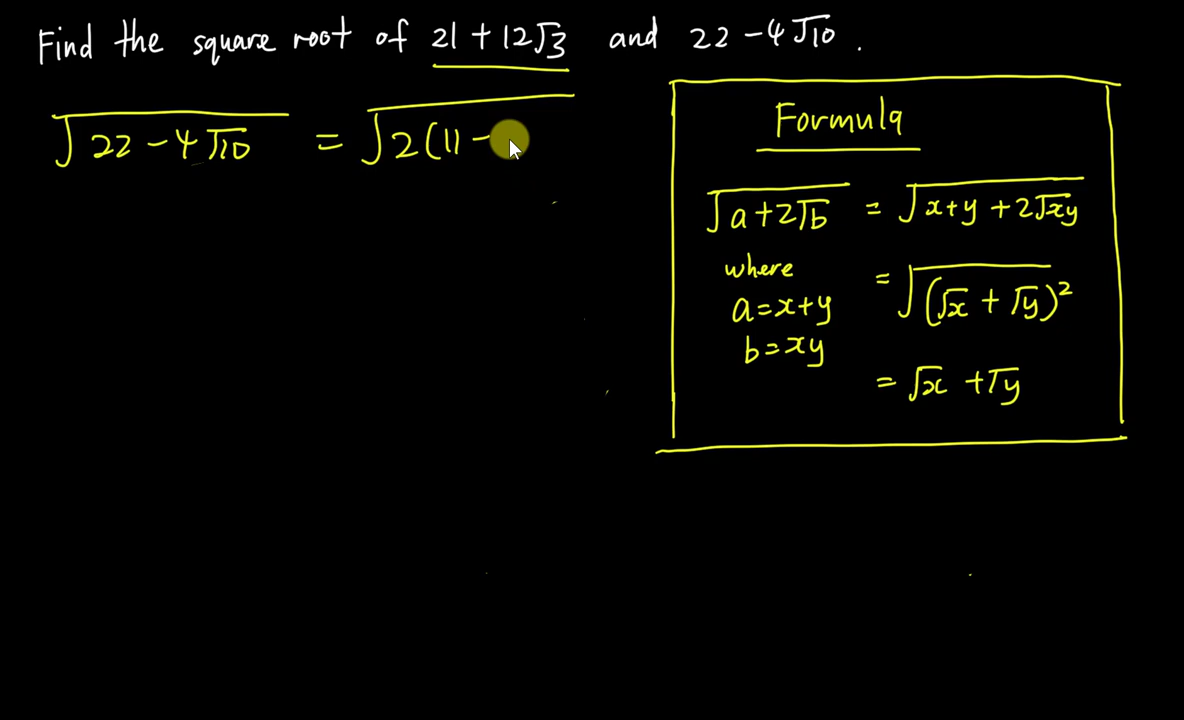 Find the square root of 21 + 12√3 and 22 - 4√10 .
√(22 - 4√10) = √2(11 -
Formula
√(a + 2√b) = √(x + y + 2√xy)
where
= √((√x + √y)²)
a = x + y
b = xy
= √x + √y